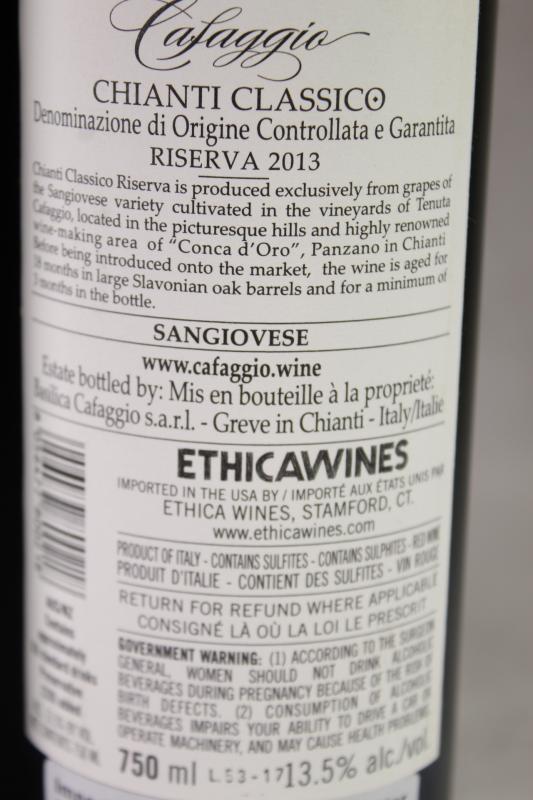 Cafaggio
CHIANTI CLASSICO
Denominazione di Origine Controllata e Garantita
RISERVA 2013
Chianti Classico Riserva is produced exclusively from grapes of
the Sangiovese variety cultivated in the vineyards of Tenuta
Cafaggio, located in the picturesque hills and highly renowned
wine-making area of “Conca d’Oro”, Panzano in Chianti
Before being introduced onto the market, the wine is aged for
18 months in large Slavonian oak barrels and for a minimum of
3 months in the bottle.
SANGIOVESE
www.cafaggio.wine
Estate bottled by: Mis en bouteille à la proprieté:
Basilica Cafaggio s.a.r.l. - Greve in Chianti - Italy/Italie
ETHICAWINES
IMPORTED IN THE USA BY / IMPORTÉ AUX ÉTATS UNIS PAR
ETHICA WINES, STAMFORD, CT.
www.ethicawines.com
PRODUCT OF ITALY - CONTAINS SULFITES - CONTAINS SULPHITES - RED WINE
PRODUIT D'ITALIE - CONTIENT DES SULFITES - VIN ROUGE
RETURN FOR REFUND WHERE APPLICABLE
CONSIGNÉ LÀ OÙ LA LOI LE PRESCRIT
GOVERNMENT WARNING: (1) ACCORDING TO THE SURGEON
GENERAL, WOMEN SHOULD NOT DRINK ALCOHOLIC
BEVERAGES DURING PREGNANCY BECAUSE OF THE RISK OF
BIRTH DEFECTS. (2) CONSUMPTION OF ALCOHOLIC
BEVERAGES IMPAIRS YOUR ABILITY TO DRIVE A CAR OR
OPERATE MACHINERY, AND MAY CAUSE HEALTH PROBLEMS.
Contains
approximately
standard drinks
Preservative
added
750 ml L 53-17 13.5% alc./vol.